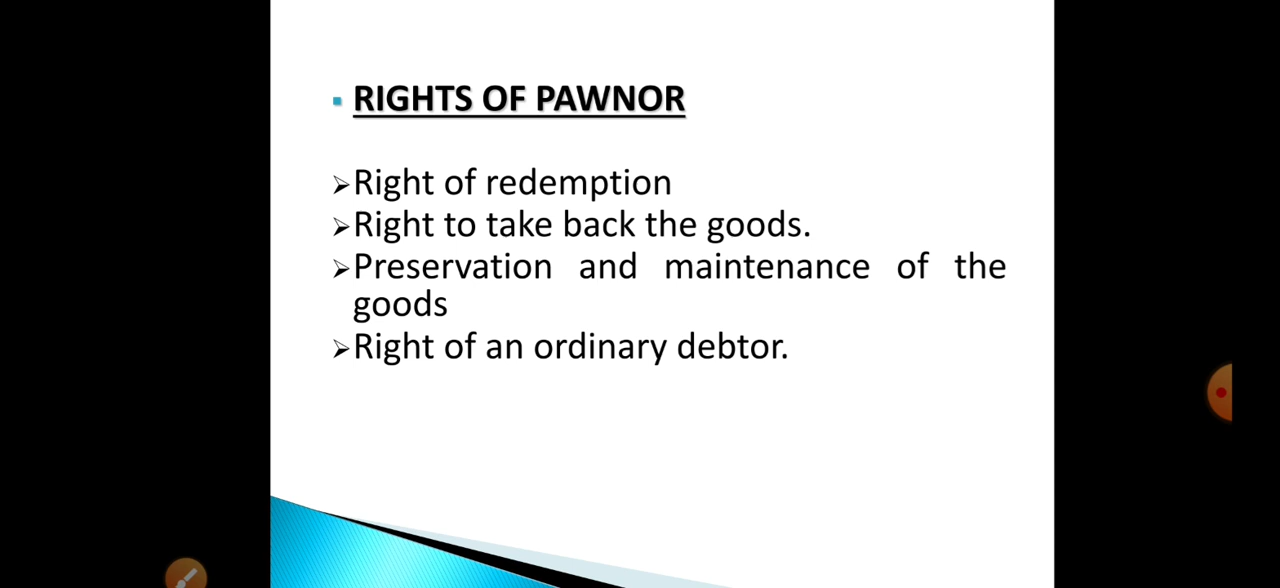 RIGHTS OF PAWNOR
Right of redemption
Right to take back the goods.
Preservation and maintenance of the
goods
Right of an ordinary debtor.